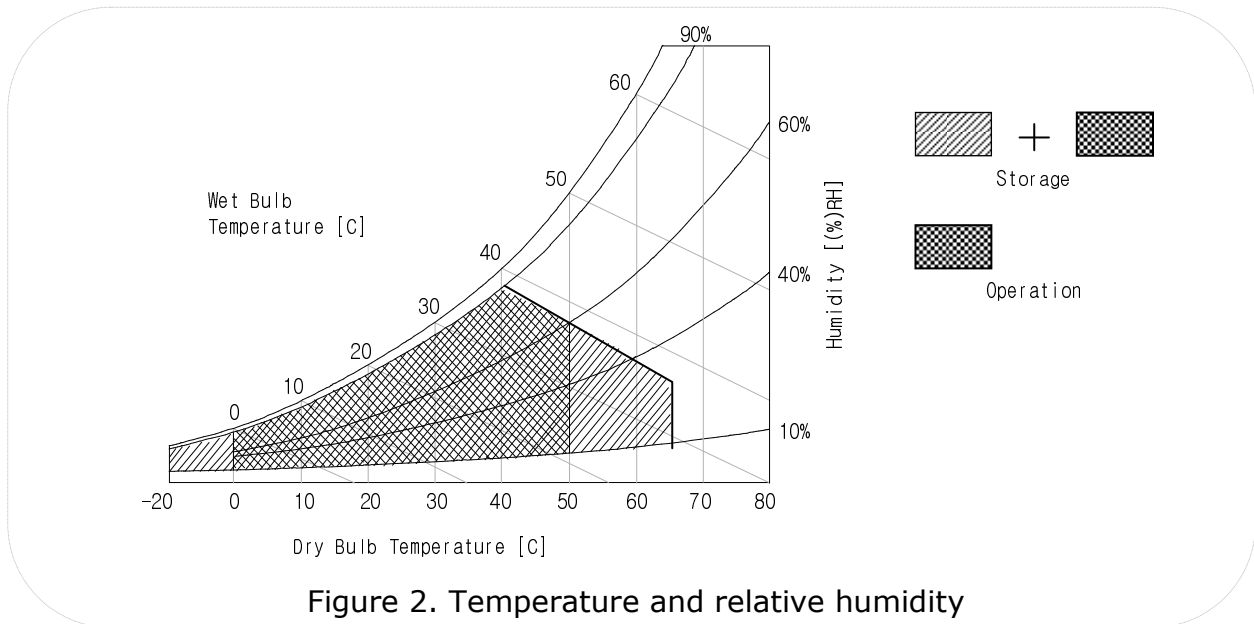 90%
60
60%
50
Wet Bulb
Temperature [C]
40
40%
30
20
10
0
10%
Humidity [(%)RH]
-20 0 10 20 30 40 50 60 70 80
Dry Bulb Temperature [C]
+
Storage
Operation
Figure 2. Temperature and relative humidity